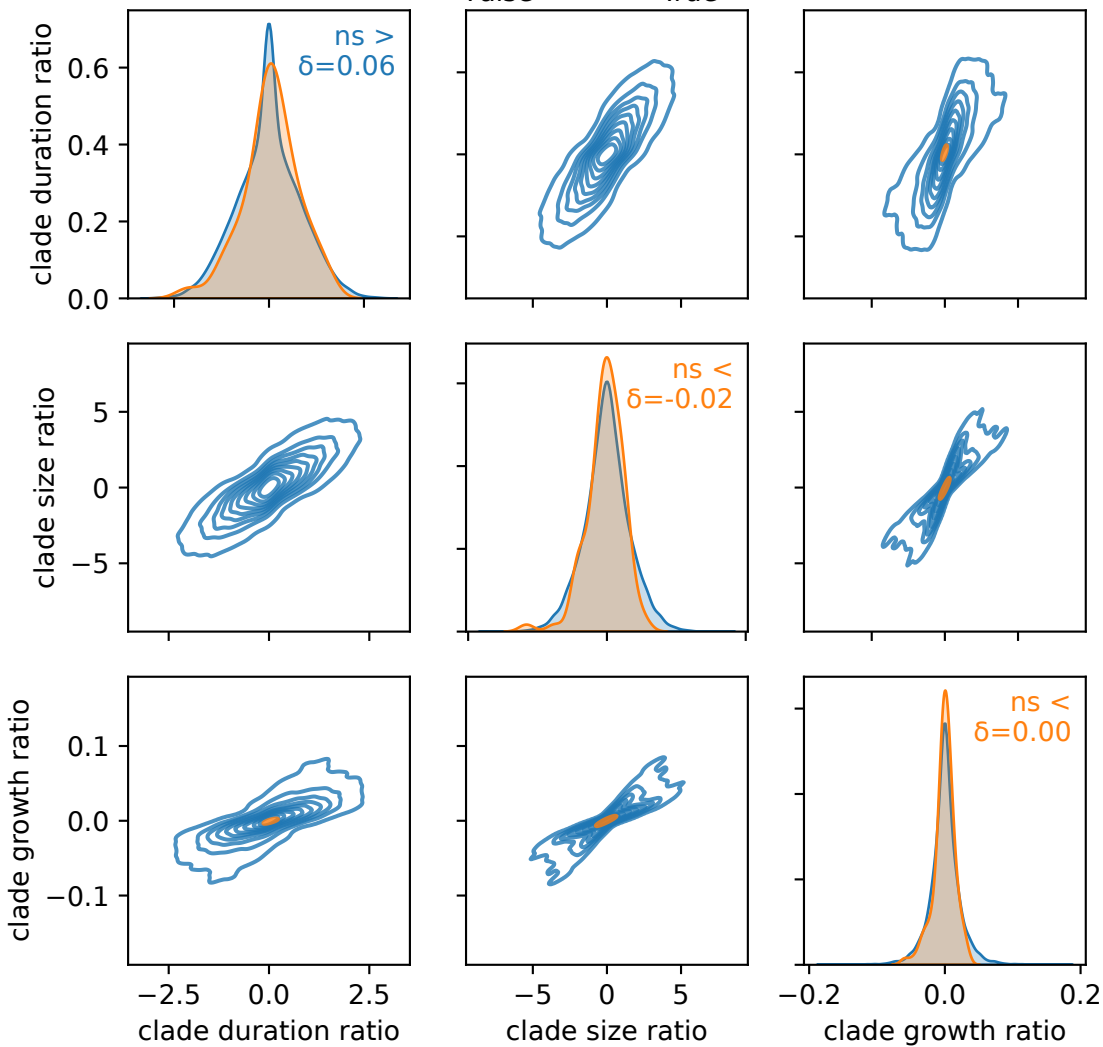 clade duration ratio
0.6
0.4
0.2
0.0
ns >
δ=0.06
clade size ratio
5
0
−5
ns <
δ=-0.02
clade growth ratio
0.1
0.0
−0.1
ns <
δ=0.00
−2.5 0.0 2.5
−5 0 5
−0.2 0.0 0.2
clade duration ratio
clade size ratio
clade growth ratio